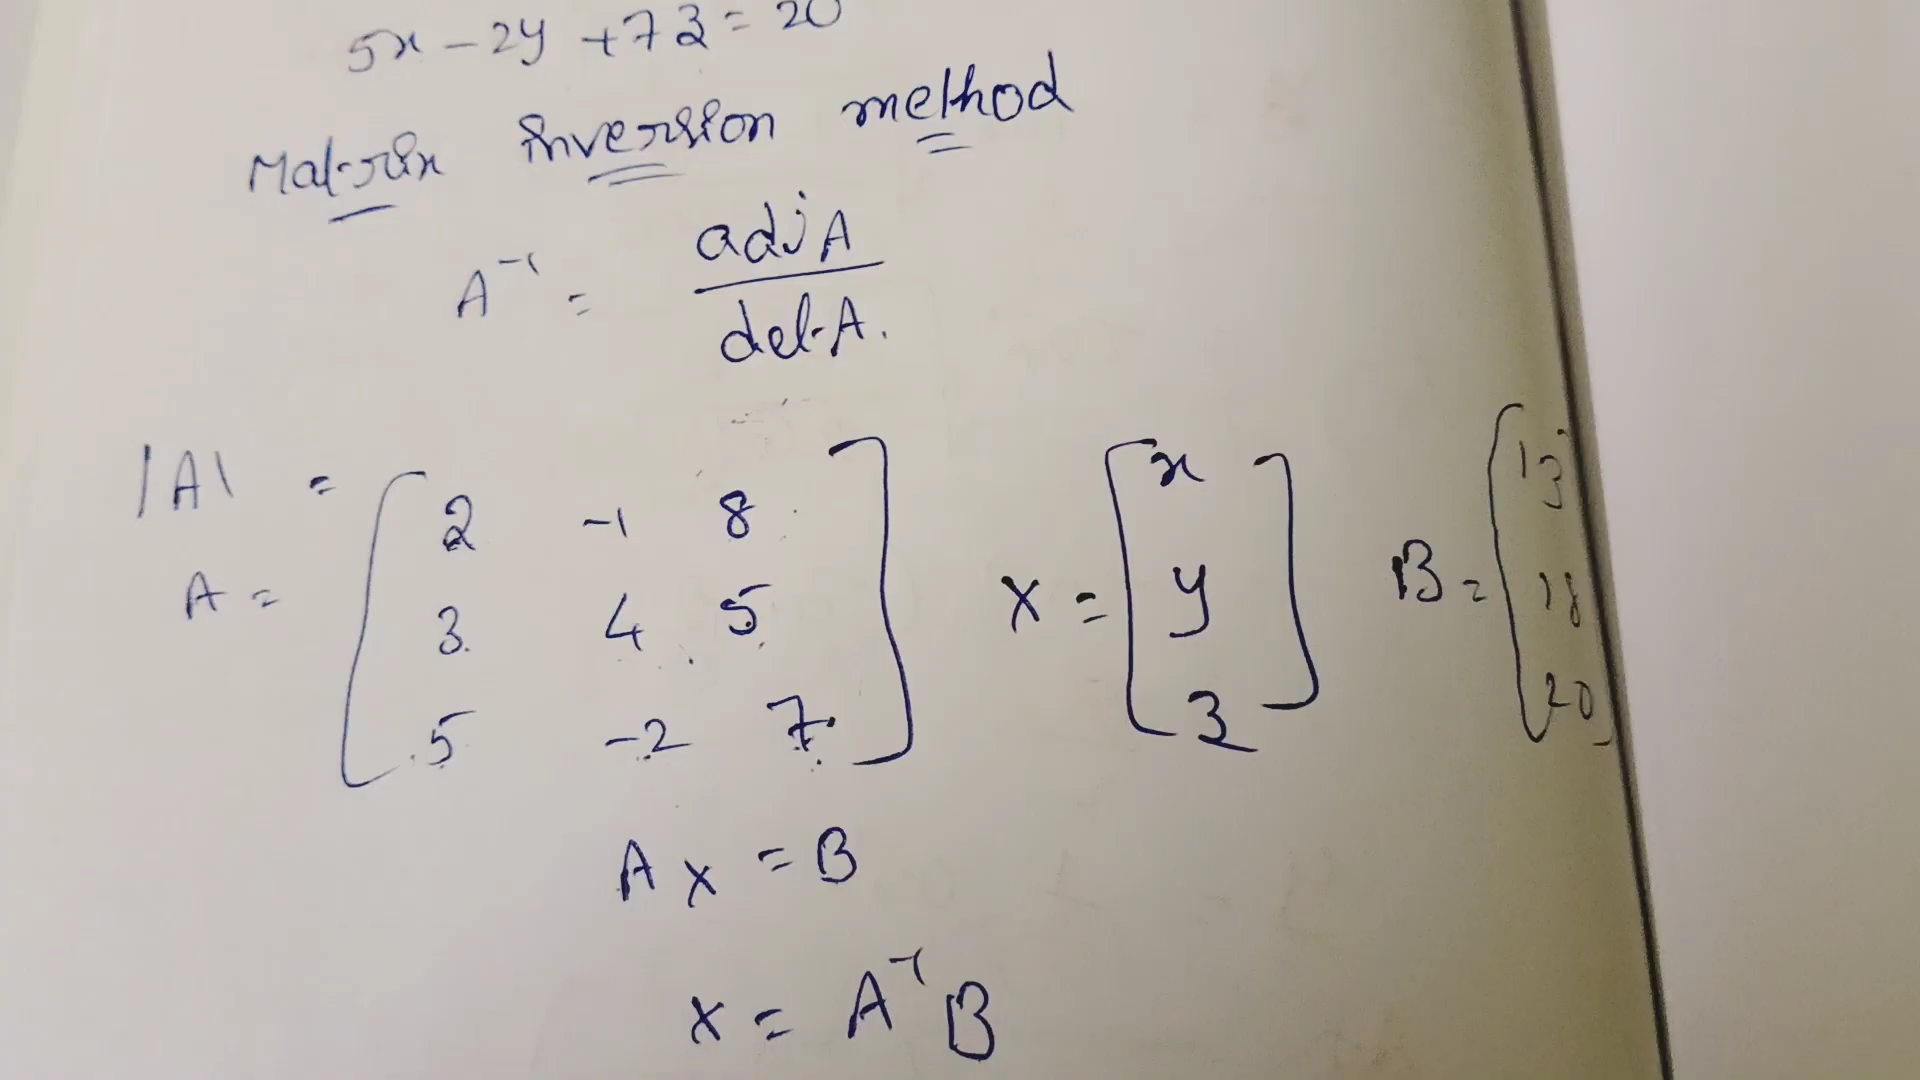 5x - 2y + 7z = 20
Matrix inversion method
A⁻¹ = adj A / det A.
|A| =
A = [ 2 -1 8
3 4 5
5 -2 7 ]
X = [ x
y
z ]
B = [ 13
18
20 ]
AX = B
X = A⁻¹ B